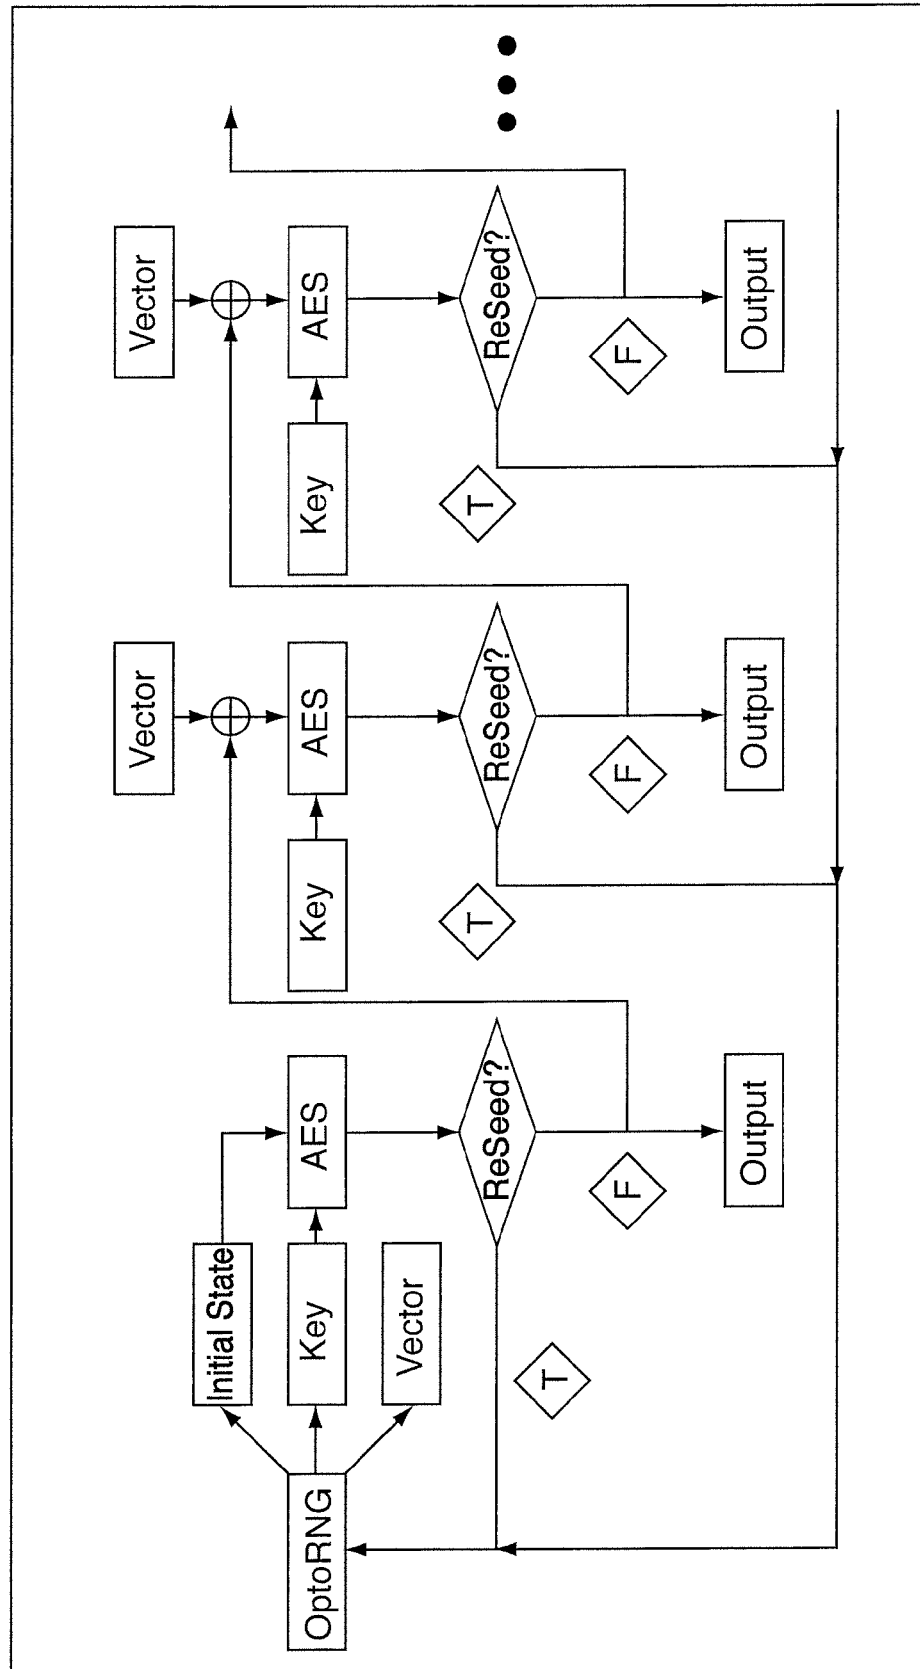 OptoRNG
Initial State
Key
Vector
AES
ReSeed?
T
F
Output
Vector
Key
AES
ReSeed?
T
F
Output
Vector
Key
AES
ReSeed?
T
F
Output